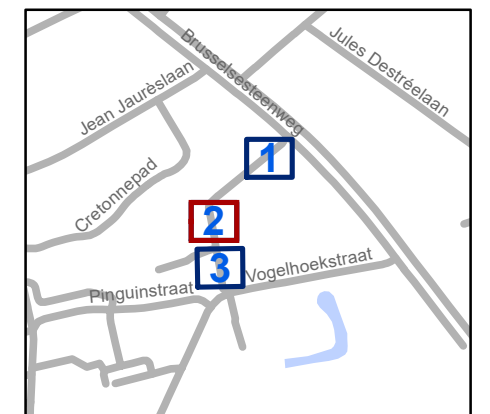 Brusselsesteenweg
Jules Destréelaan
Jean Jaurèslaan
1
Cretonnepad
2
3
Vogelhoekstraat
Pinguinstraat